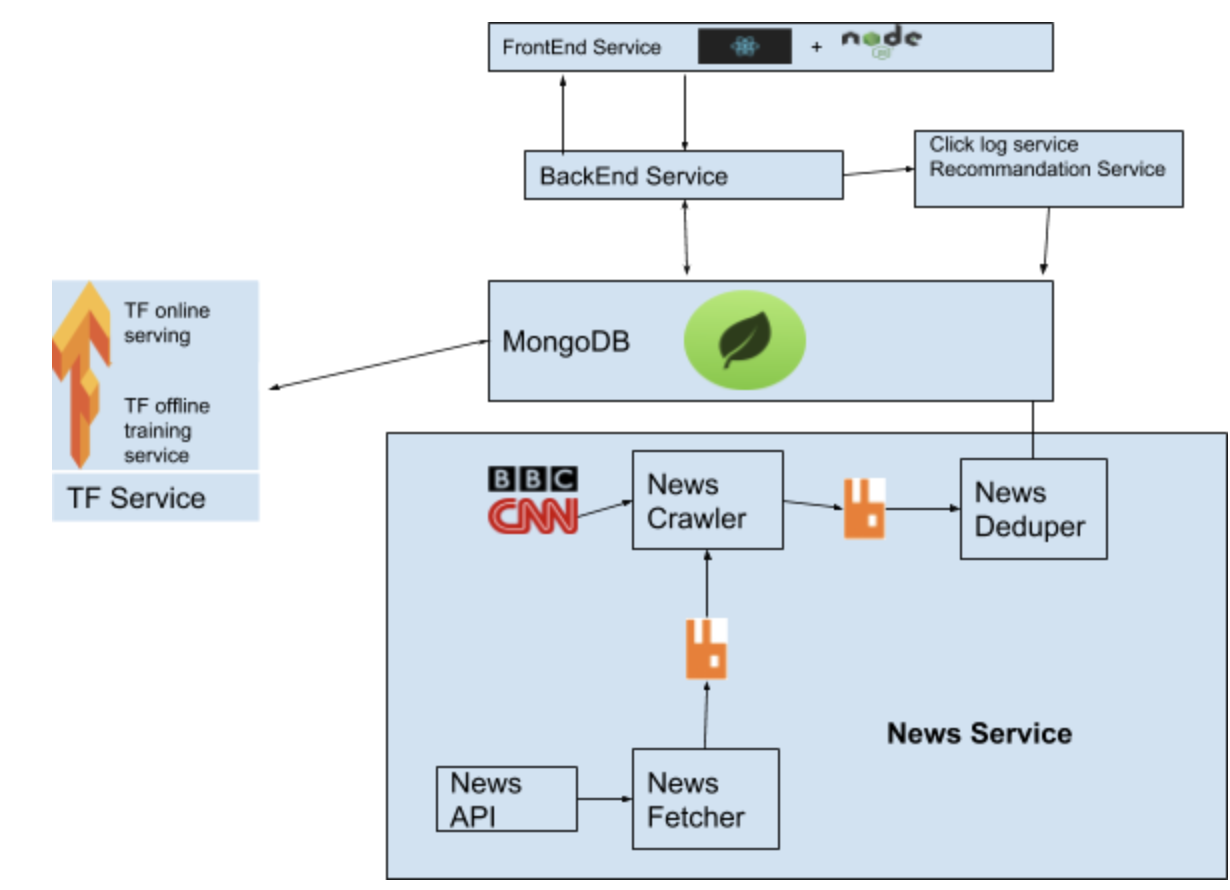 FrontEnd Service
+
node
JS
Click log service
Recommandation Service
BackEnd Service
TF online
serving
MongoDB
TF offline
training
service
TF Service
BBC
CNN
News
Crawler
News
Deduper
News Service
News
API
News
Fetcher